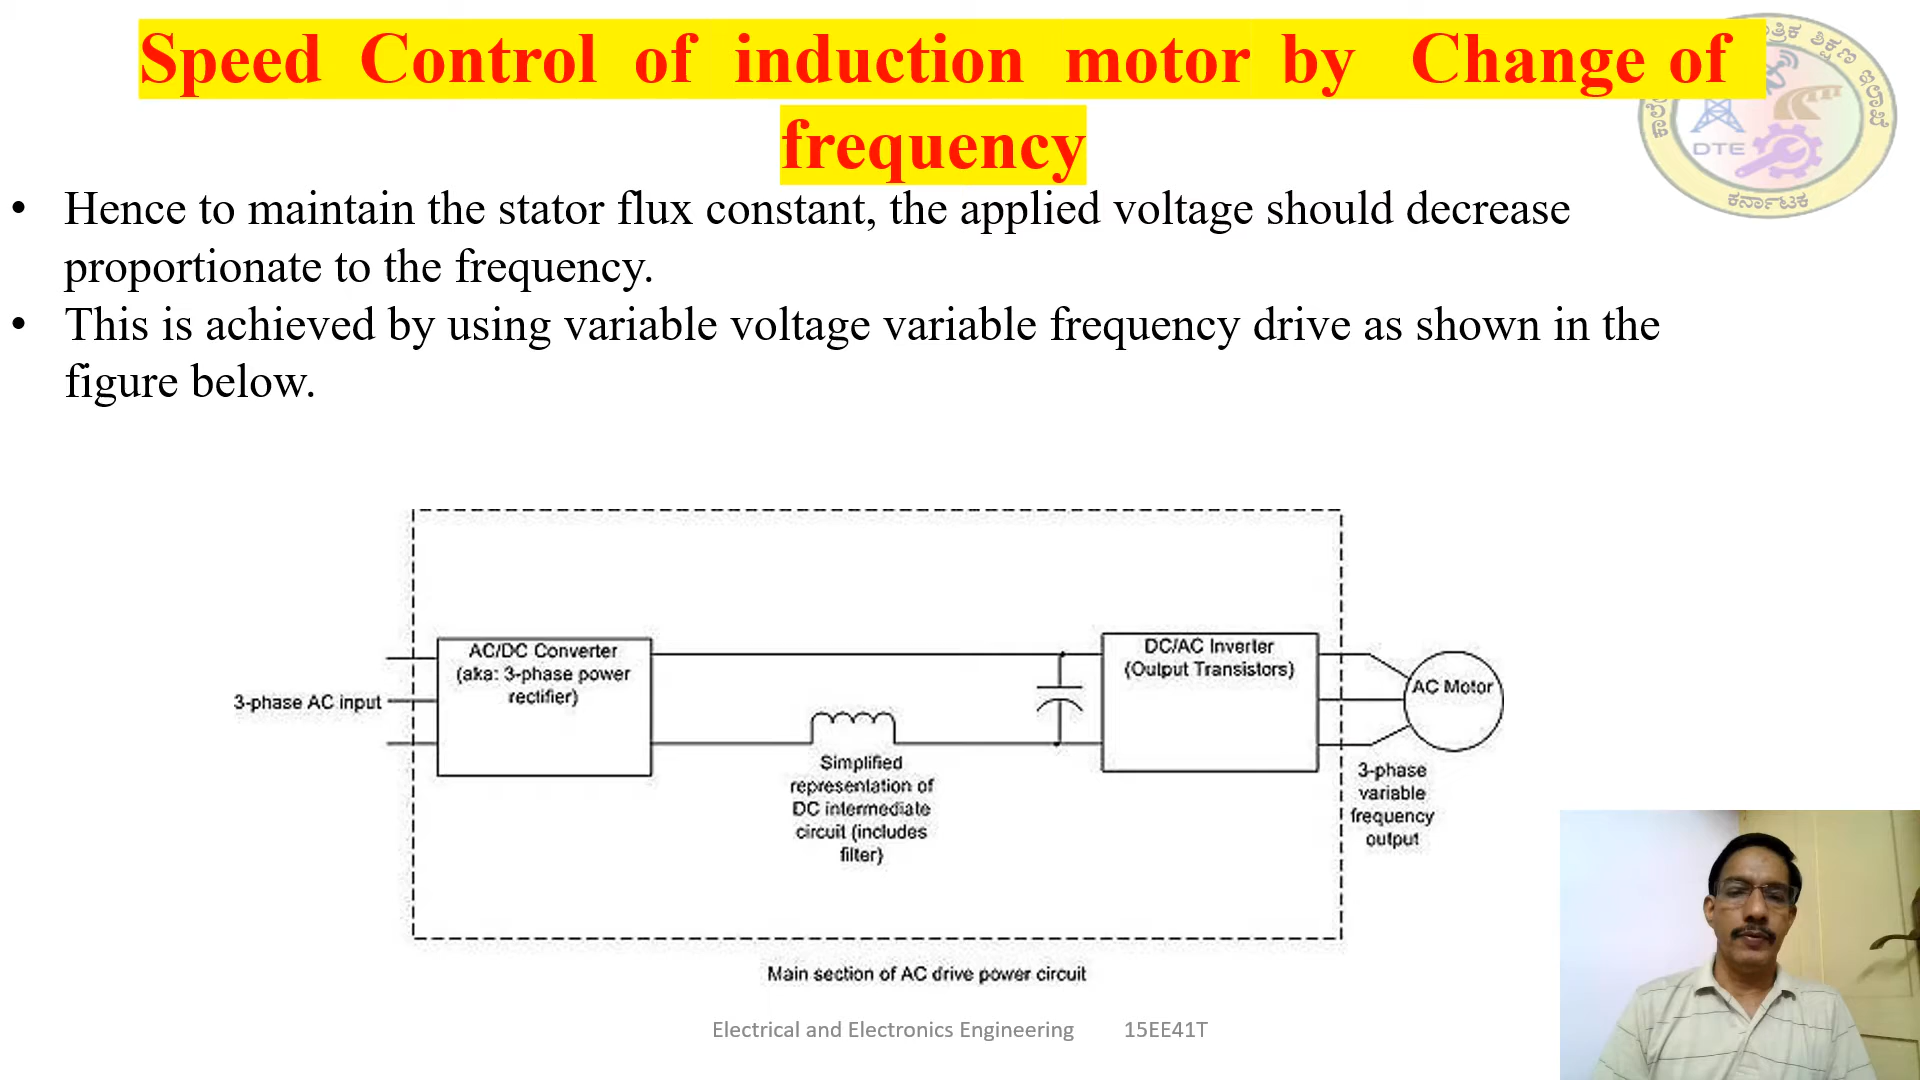 Speed Control of induction motor by Change of
frequency
• Hence to maintain the stator flux constant, the applied voltage should decrease
proportionate to the frequency.
• This is achieved by using variable voltage variable frequency drive as shown in the
figure below.
ಶಿಕ್ಷಣ
DTE
ಕರ್ನಾಟಕ
AC/DC Converter
(aka: 3-phase power
rectifier)
DC/AC Inverter
(Output Transistors)
AC Motor
3-phase AC input
Simplified
representation of
DC intermediate
circuit (includes
filter)
3-phase
variable
frequency
output
Main section of AC drive power circuit
Electrical and Electronics Engineering 15EE41T